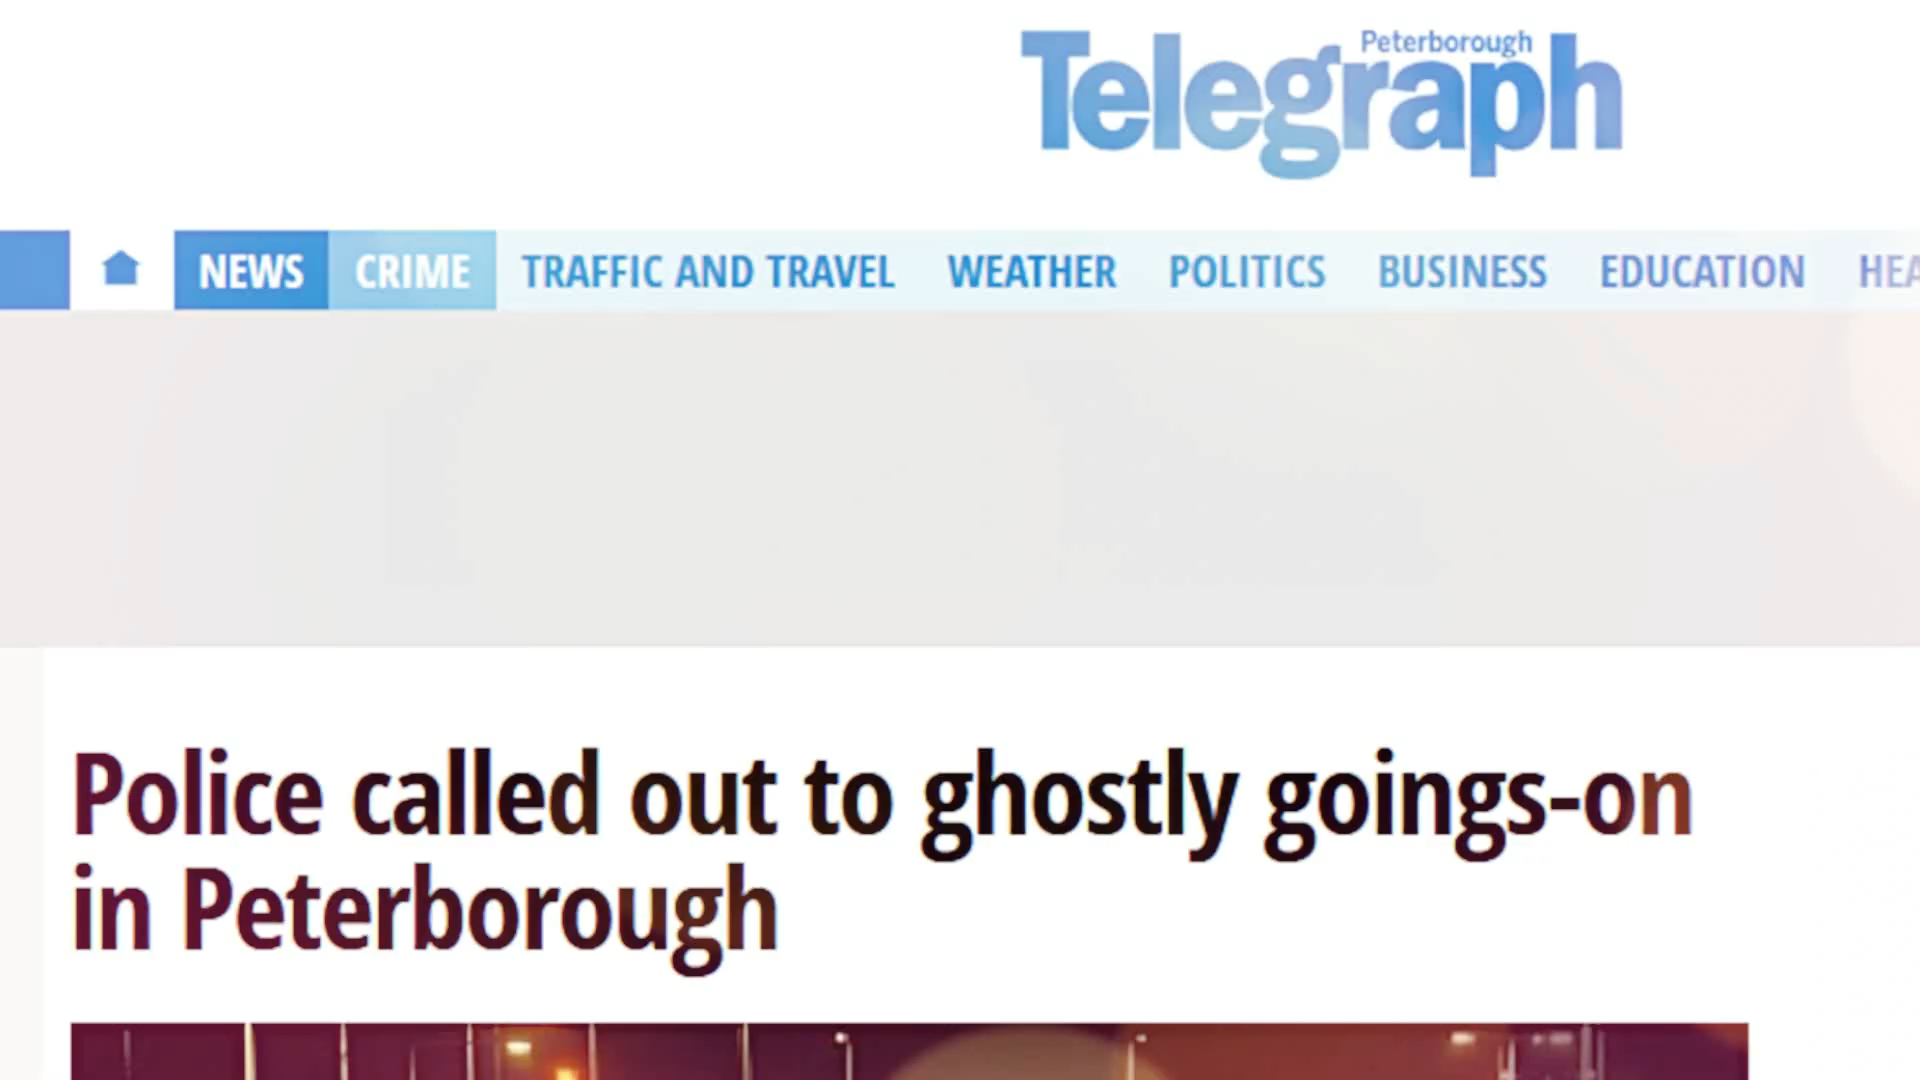 Peterborough
Telegraph
NEWS CRIME TRAFFIC AND TRAVEL WEATHER POLITICS BUSINESS EDUCATION HEA
Police called out to ghostly goings-on
in Peterborough